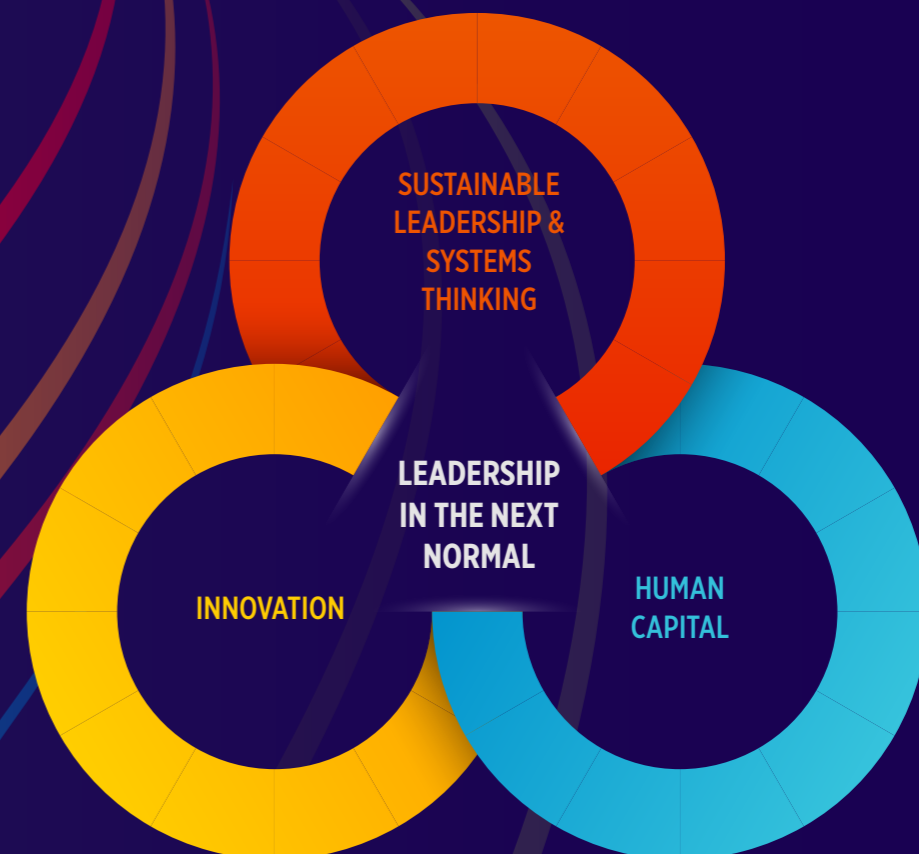 SUSTAINABLE
LEADERSHIP &
SYSTEMS
THINKING
LEADERSHIP
IN THE NEXT
NORMAL
INNOVATION
HUMAN
CAPITAL